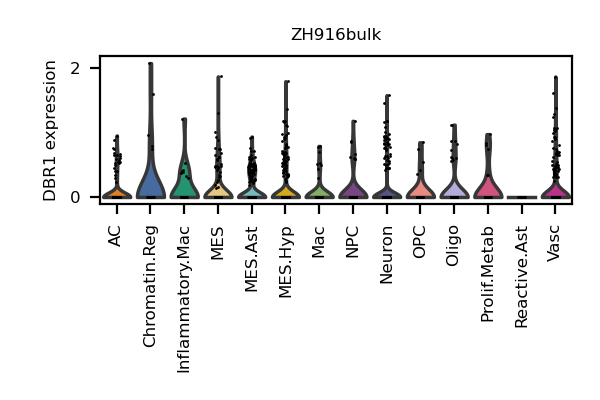 ZH916bulk
DBR1 expression
2
0
AC
Chromatin.Reg
Inflammatory.Mac
MES
MES.Ast
MES.Hyp
Mac
NPC
Neuron
OPC
Oligo
Prolif.Metab
Reactive.Ast
Vasc